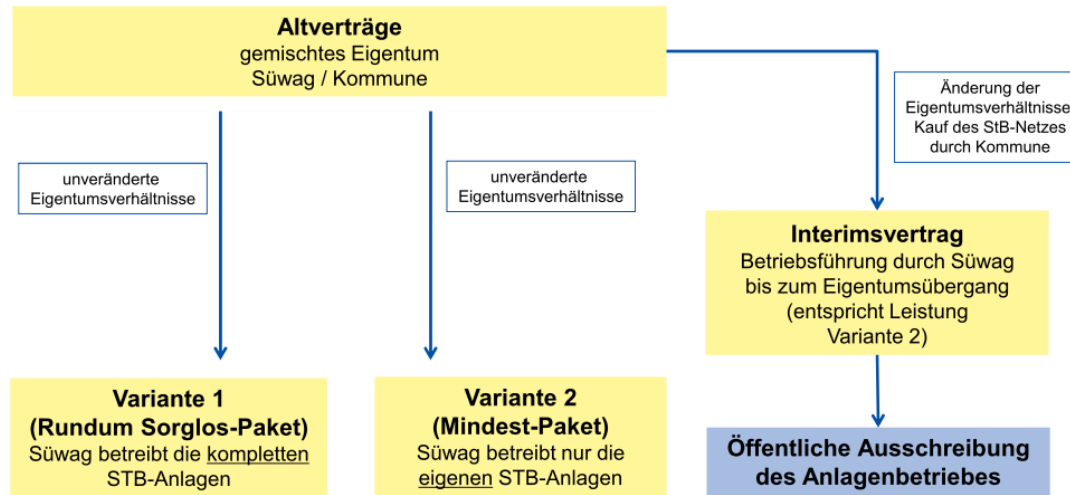 Altverträge
gemischtes Eigentum
Süwag / Kommune
Änderung der
Eigentumsverhältnisse
Kauf des StB-Netzes
durch Kommune
unveränderte
Eigentumsverhältnisse
unveränderte
Eigentumsverhältnisse
Interimsvertrag
Betriebsführung durch Süwag
bis zum Eigentumsübergang
(entspricht Leistung
Variante 2)
Variante 1
(Rundum Sorglos-Paket)
Süwag betreibt die kompletten
STB-Anlagen
Variante 2
(Mindest-Paket)
Süwag betreibt nur die
eigenen STB-Anlagen
Öffentliche Ausschreibung
des Anlagenbetriebes